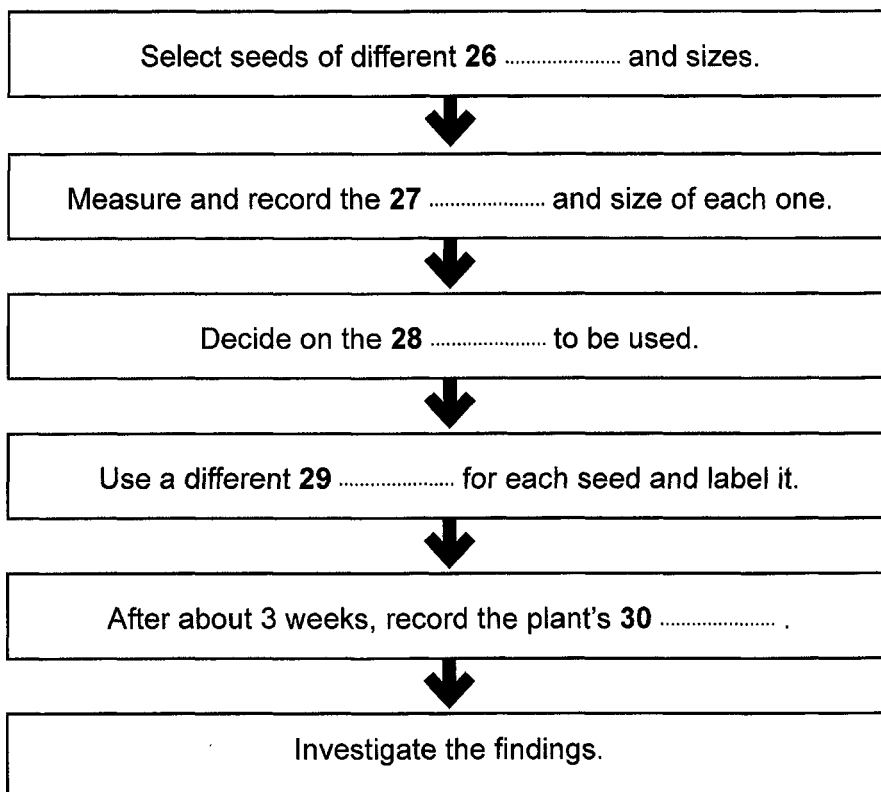 Select seeds of different 26 ...................... and sizes.
Measure and record the 27 ...................... and size of each one.
Decide on the 28 ...................... to be used.
Use a different 29 ...................... for each seed and label it.
After about 3 weeks, record the plant's 30 ...................... .
Investigate the findings.